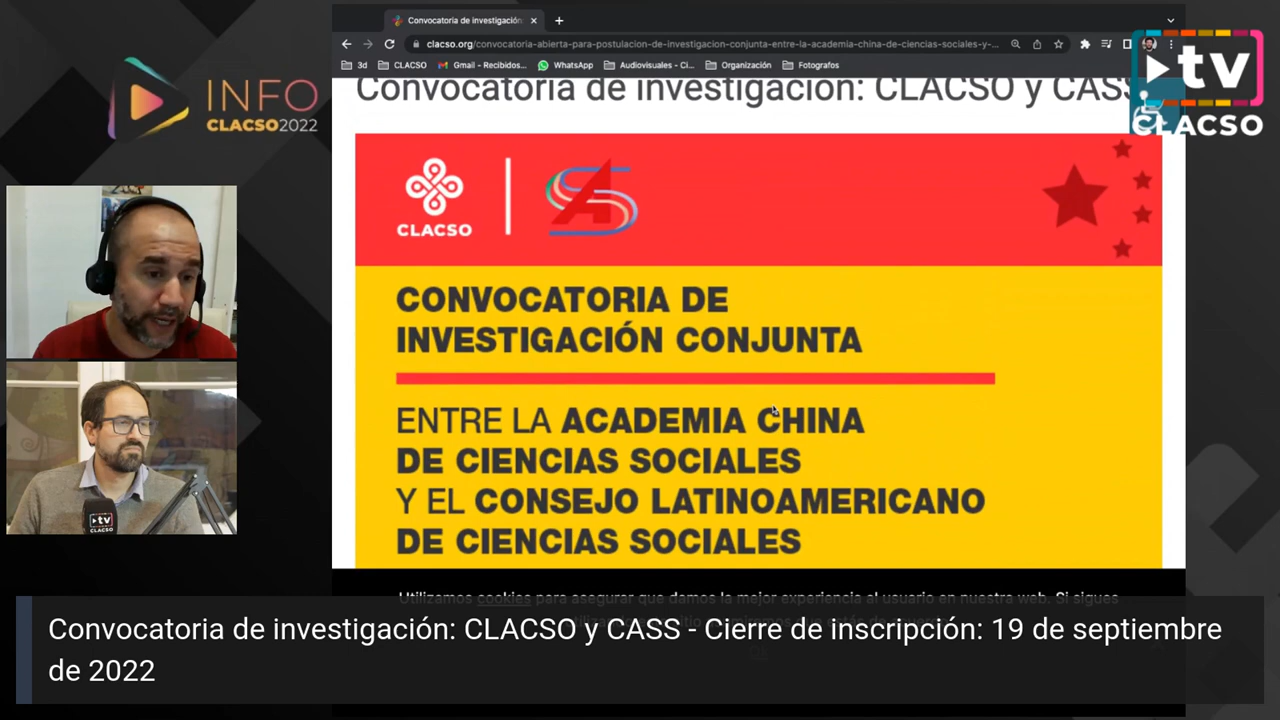 Convocatoria de investigación
clacso.org/convocatoria-abierta-para-postulacion-de-investigacion-conjunta-entre-la-academia-china-de-ciencias-sociales-y-...
3d
CLACSO
Gmail - Recibidos...
WhatsApp
Audiovisuales - Ci...
Organización
Fotografos
INFO
CLACSO2022
tv
CLACSO
Convocatoria de investigación: CLACSO y CASS
CLACSO
CONVOCATORIA DE
INVESTIGACIÓN CONJUNTA
ENTRE LA ACADEMIA CHINA
DE CIENCIAS SOCIALES
Y EL CONSEJO LATINOAMERICANO
DE CIENCIAS SOCIALES
tv
CLACSO
Utilizamos cookies para asegurar que damos la mejor experiencia al usuario en nuestra web. Si sigues
Convocatoria de investigación: CLACSO y CASS - Cierre de inscripción: 19 de septiembre
de 2022